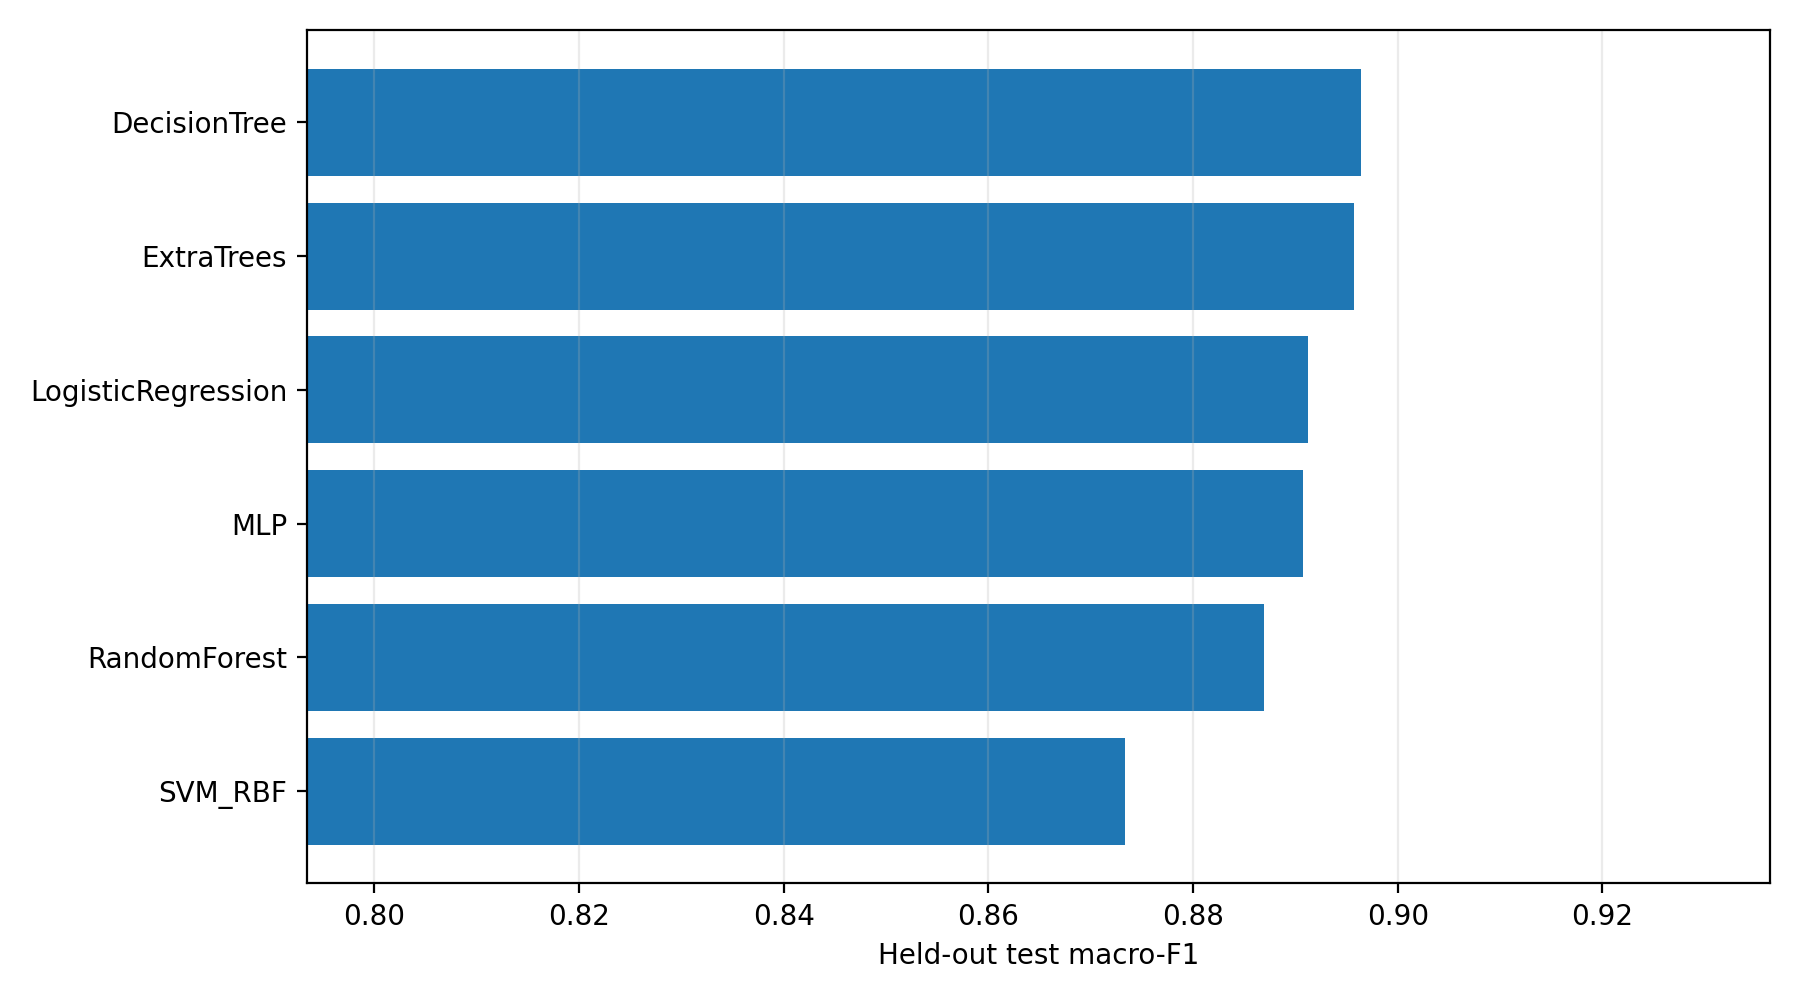 DecisionTree
ExtraTrees
LogisticRegression
MLP
RandomForest
SVM_RBF
0.80 0.82 0.84 0.86 0.88 0.90 0.92
Held-out test macro-F1